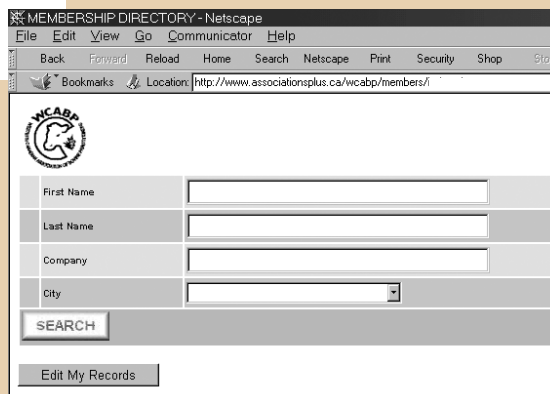 MEMBERSHIP DIRECTORY - Netscape
File Edit View Go Communicator Help
Back Forward Reload Home Search Netscape Print Security Shop Sto
Bookmarks Location: http://www.associationsplus.ca/wcabp/members/i
WCABP
First Name
Last Name
Company
City
SEARCH
Edit My Records